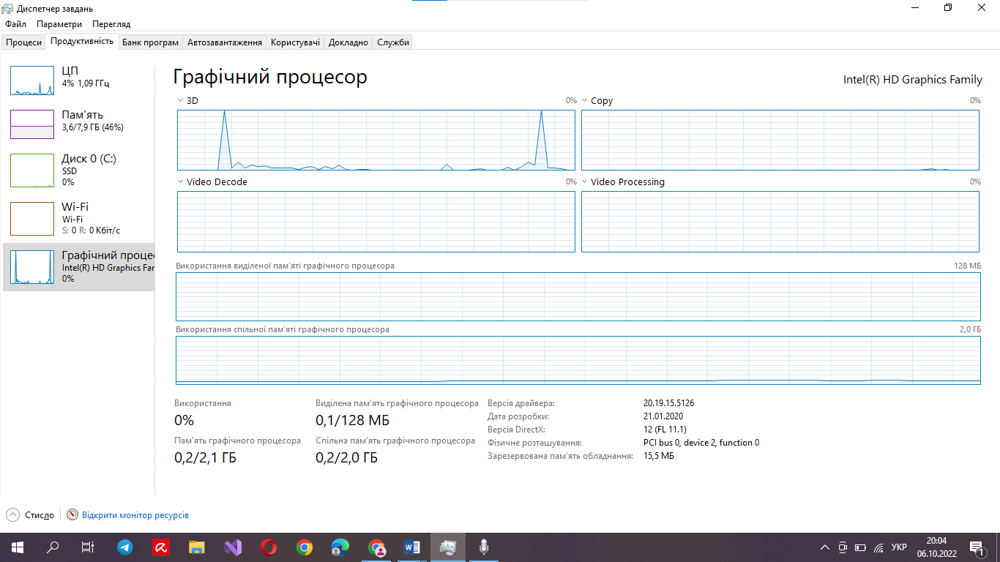 Диспетчер завдань
Файл Параметри Перегляд
Процеси Продуктивність Банк програм Автозавантаження Користувачі Докладно Служби
ЦП
4% 1,09 ГГц
Пам'ять
3,6/7,9 ГБ (46%)
Диск 0 (C:)
SSD
0%
Wi-Fi
Wi-Fi
S: 0 R: 0 Кбіт/с
Графічний проце
Intel(R) HD Graphics Far
0%
Графічний процесор
Intel(R) HD Graphics Family
3D 0%
Copy 0%
Video Decode 0%
Video Processing 0%
Використання виділеної пам'яті графічного процесора 128 МБ
Використання спільної пам'яті графічного процесора 2,0 ГБ
Використання
0%
Виділена пам'ять графічного процесора
0,1/128 МБ
Пам'ять графічного процесора
0,2/2,1 ГБ
Спільна пам'ять графічного процесора
0,2/2,0 ГБ
Версія драйвера: 20.19.15.5126
Дата розробки: 21.01.2020
Версія DirectX: 12 (FL 11.1)
Фізичне розташування: PCI bus 0, device 2, function 0
Зарезервована пам'ять обладнання: 15,5 МБ
Стисло
Відкрити монітор ресурсів
УКР
20:04
06.10.2022
1